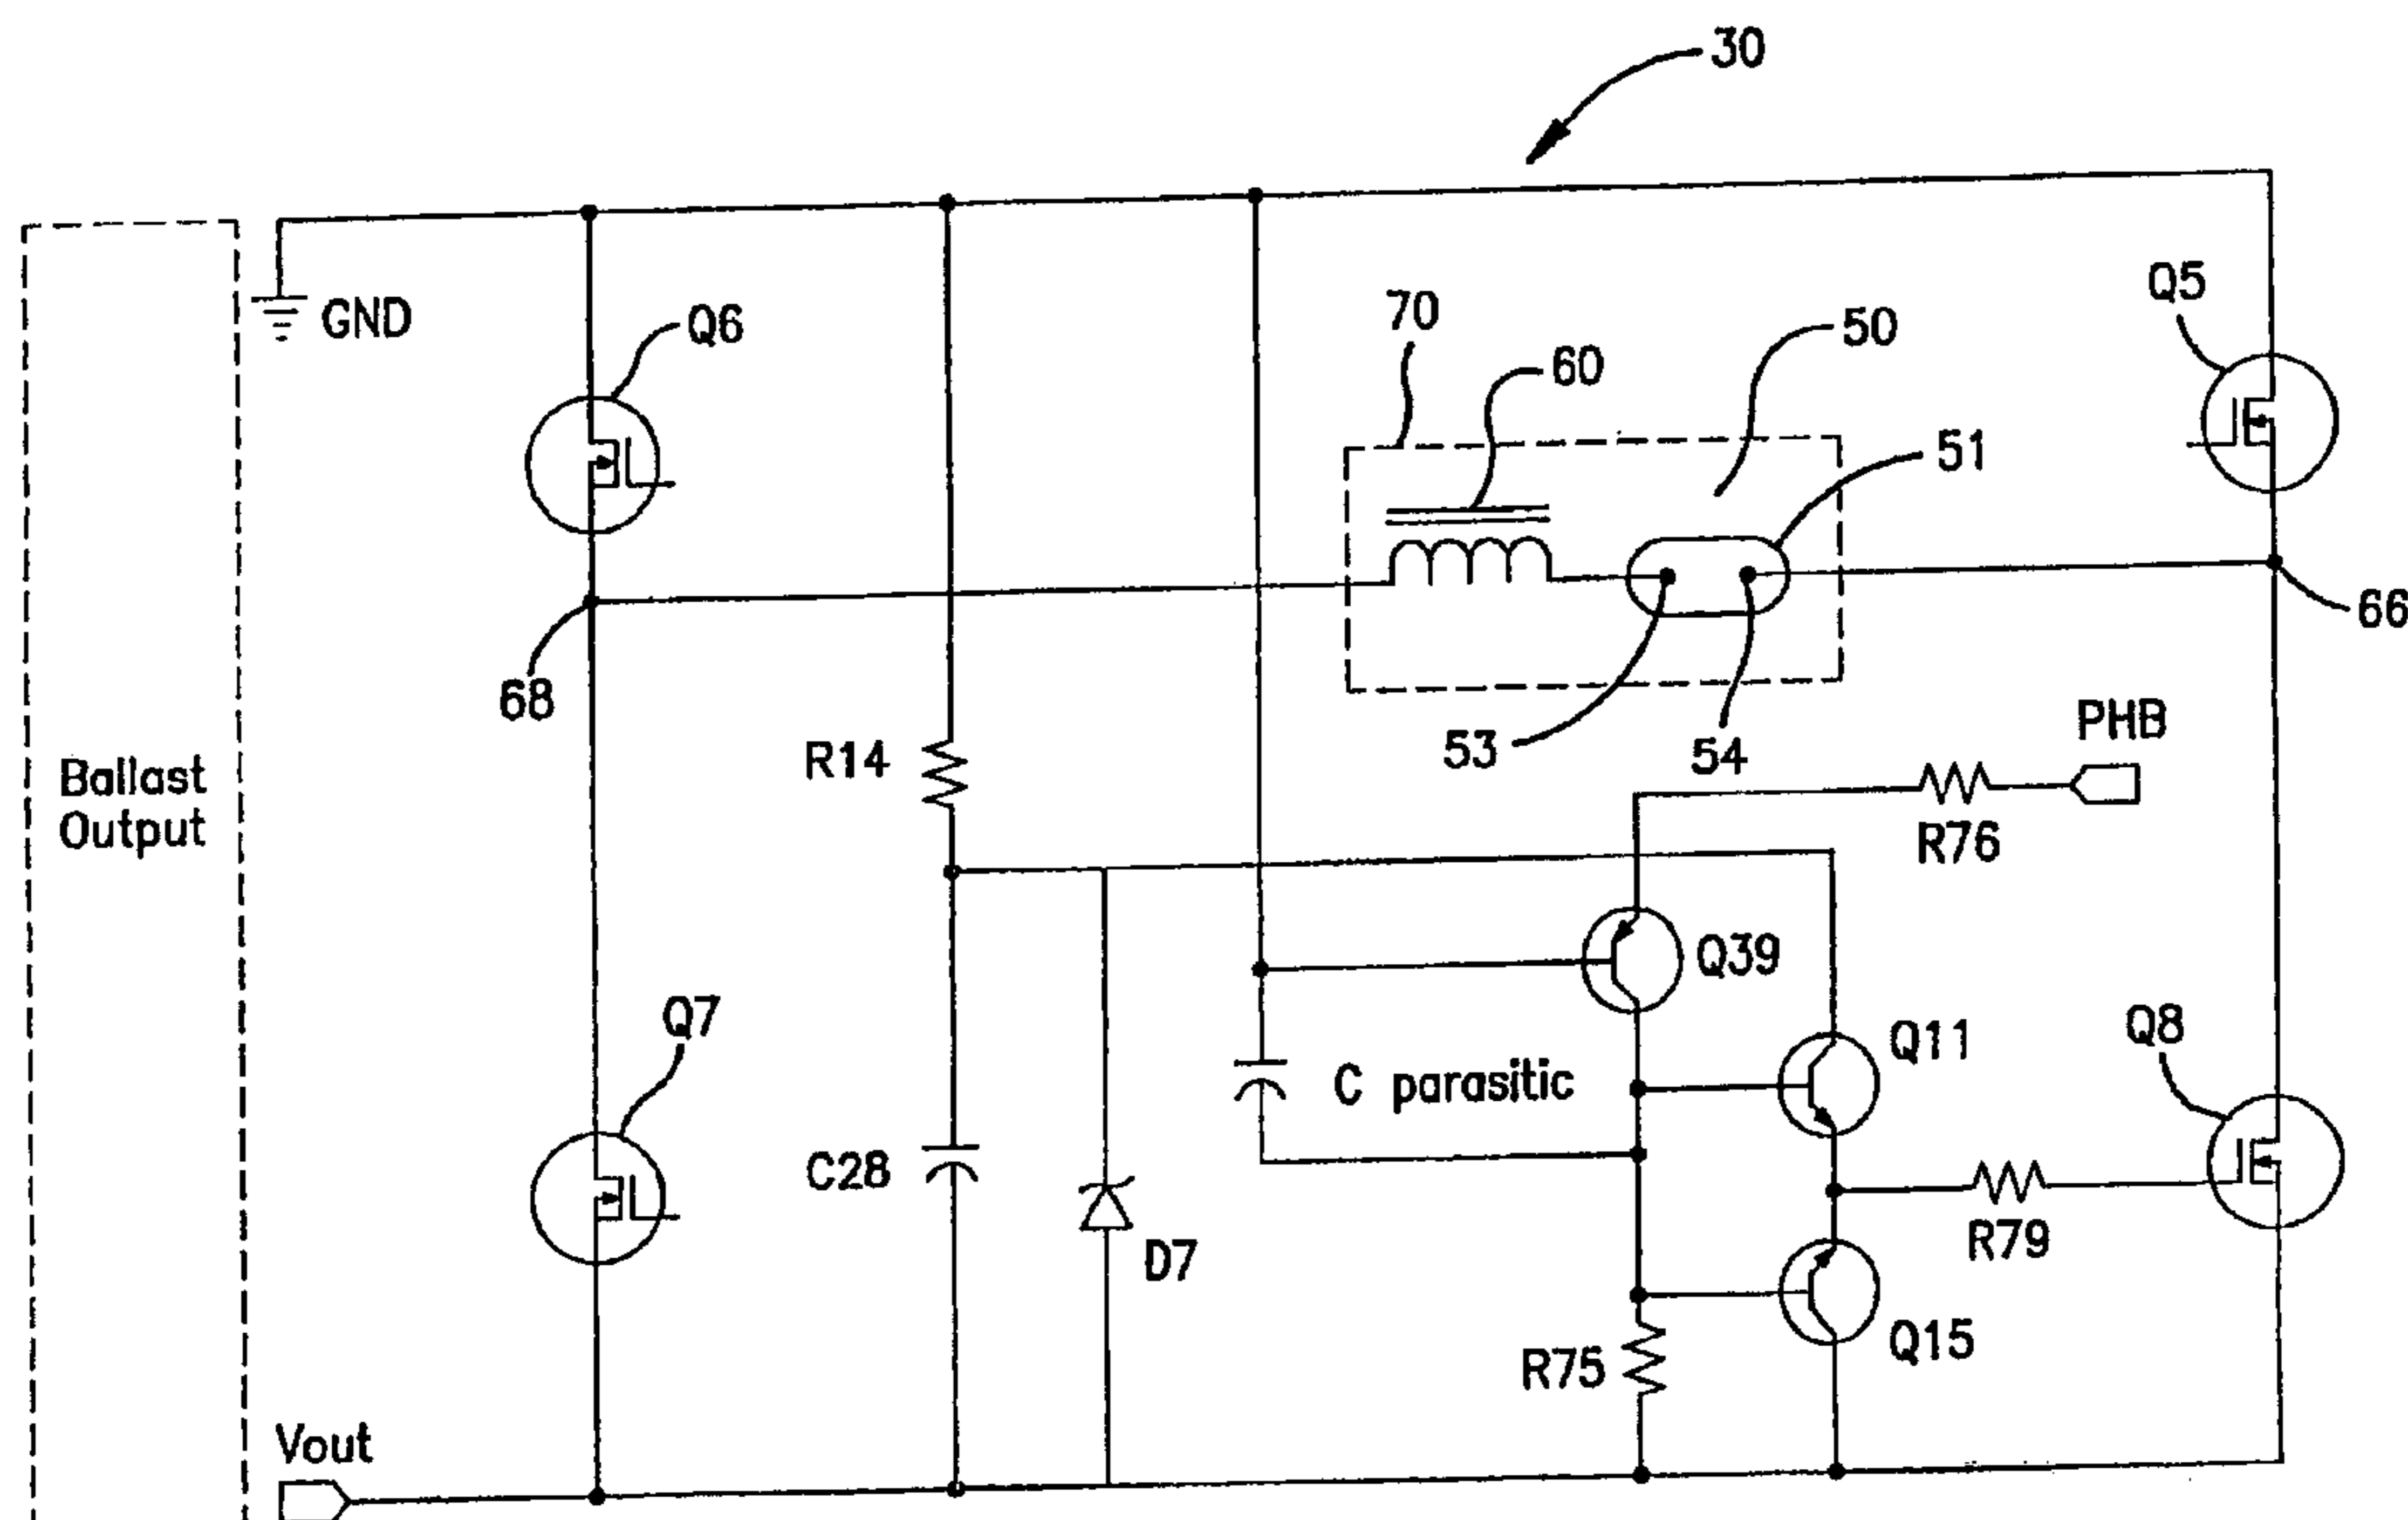 30
GND
Q6
70
60
50
Q5
51
68
66
53
54
PHB
R14
R76
Ballast
Output
Q39
Q7
Q11
Q8
C parasitic
C28
R79
D7
Q15
R75
Vout